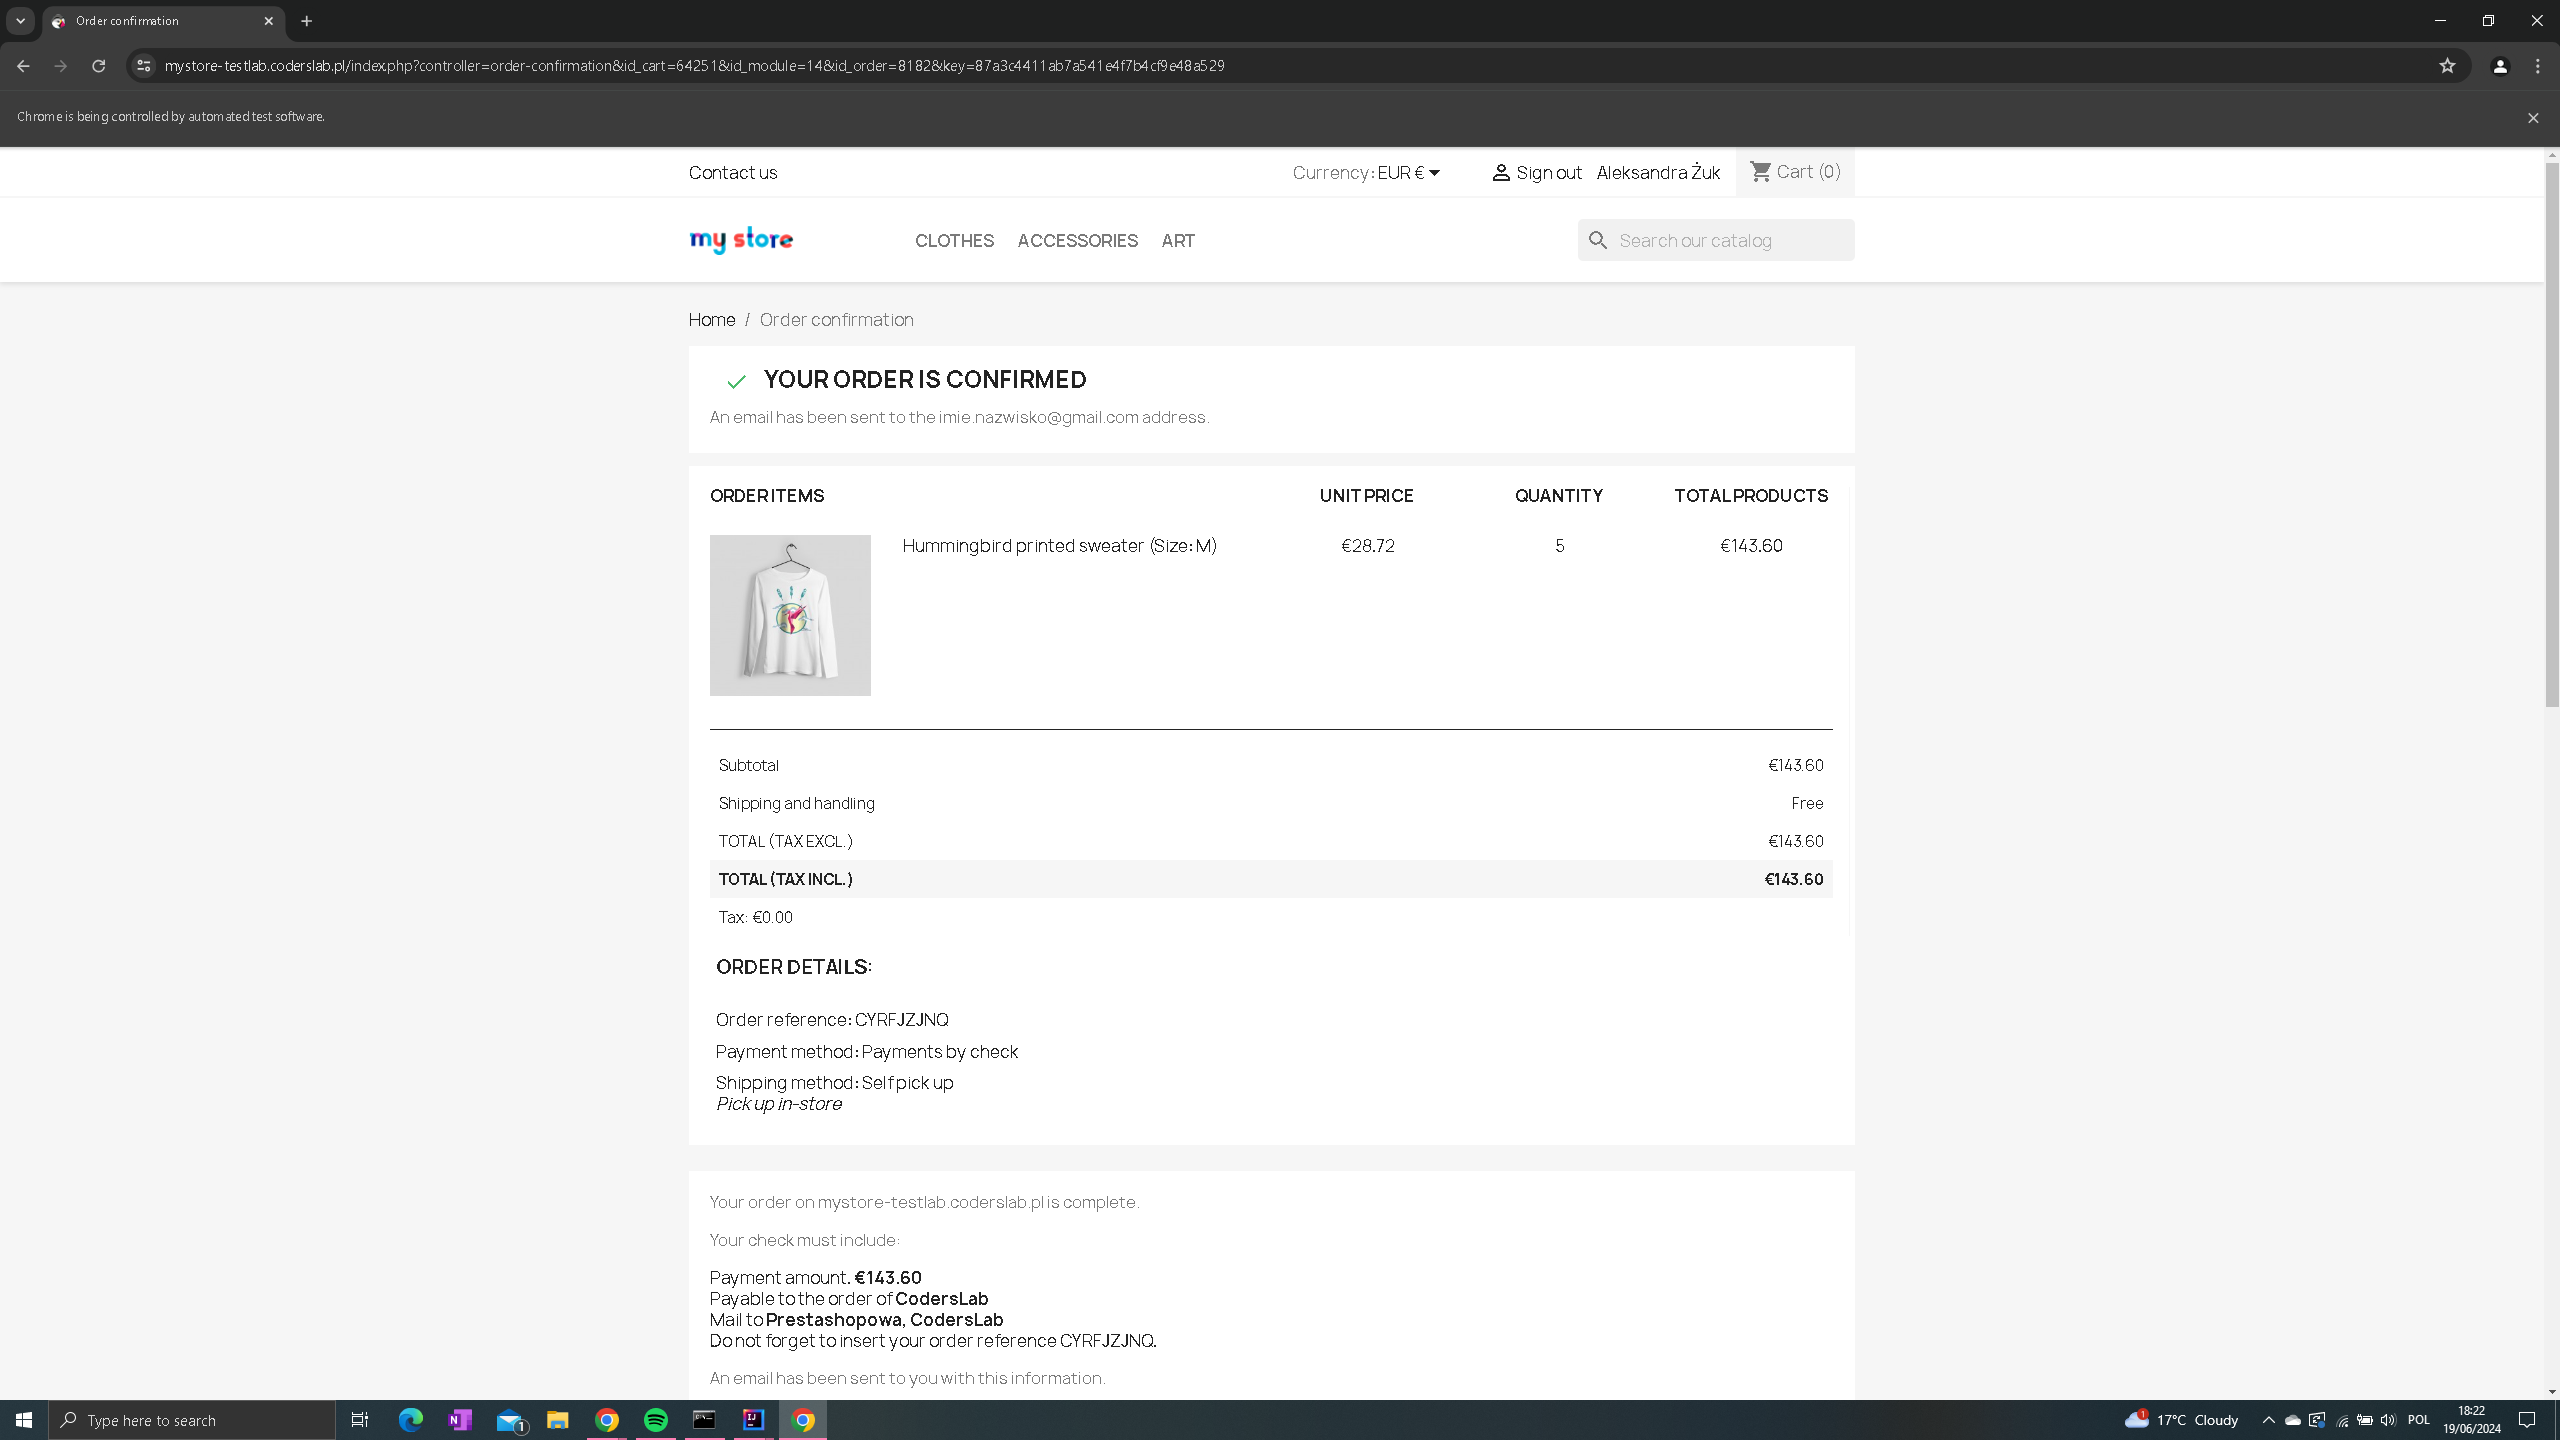 Order confirmation
mystore-testlab.coderslab.pl/index.php?controller=order-confirmation&id_cart=64251&id_module=14&id_order=8182&key=87a3c4411ab7a541e4f7b4cf9e48a529
Chrome is being controlled by automated test software.
Contact us
Currency: EUR €
Sign out
Aleksandra Żuk
Cart (0)
my store
CLOTHES
ACCESSORIES
ART
Search our catalog
Home / Order confirmation
YOUR ORDER IS CONFIRMED
An email has been sent to the imie.nazwisko@gmail.com address.
ORDER ITEMS
UNIT PRICE
QUANTITY
TOTAL PRODUCTS
Hummingbird printed sweater (Size: M)
€28.72
5
€143.60
Subtotal
€143.60
Shipping and handling
Free
TOTAL (TAX EXCL.)
€143.60
TOTAL (TAX INCL.)
€143.60
Tax: €0.00
ORDER DETAILS:
Order reference: CYRFJZJNQ
Payment method: Payments by check
Shipping method: Self pick up
Pick up in-store
Your order on mystore-testlab.coderslab.pl is complete.
Your check must include:
Payment amount. €143.60
Payable to the order of CodersLab
Mail to Prestashopowa, CodersLab
Do not forget to insert your order reference CYRFJZJNQ.
An email has been sent to you with this information.
Type here to search
N
1
IJ
1
17°C Cloudy
POL
18:22
19/06/2024